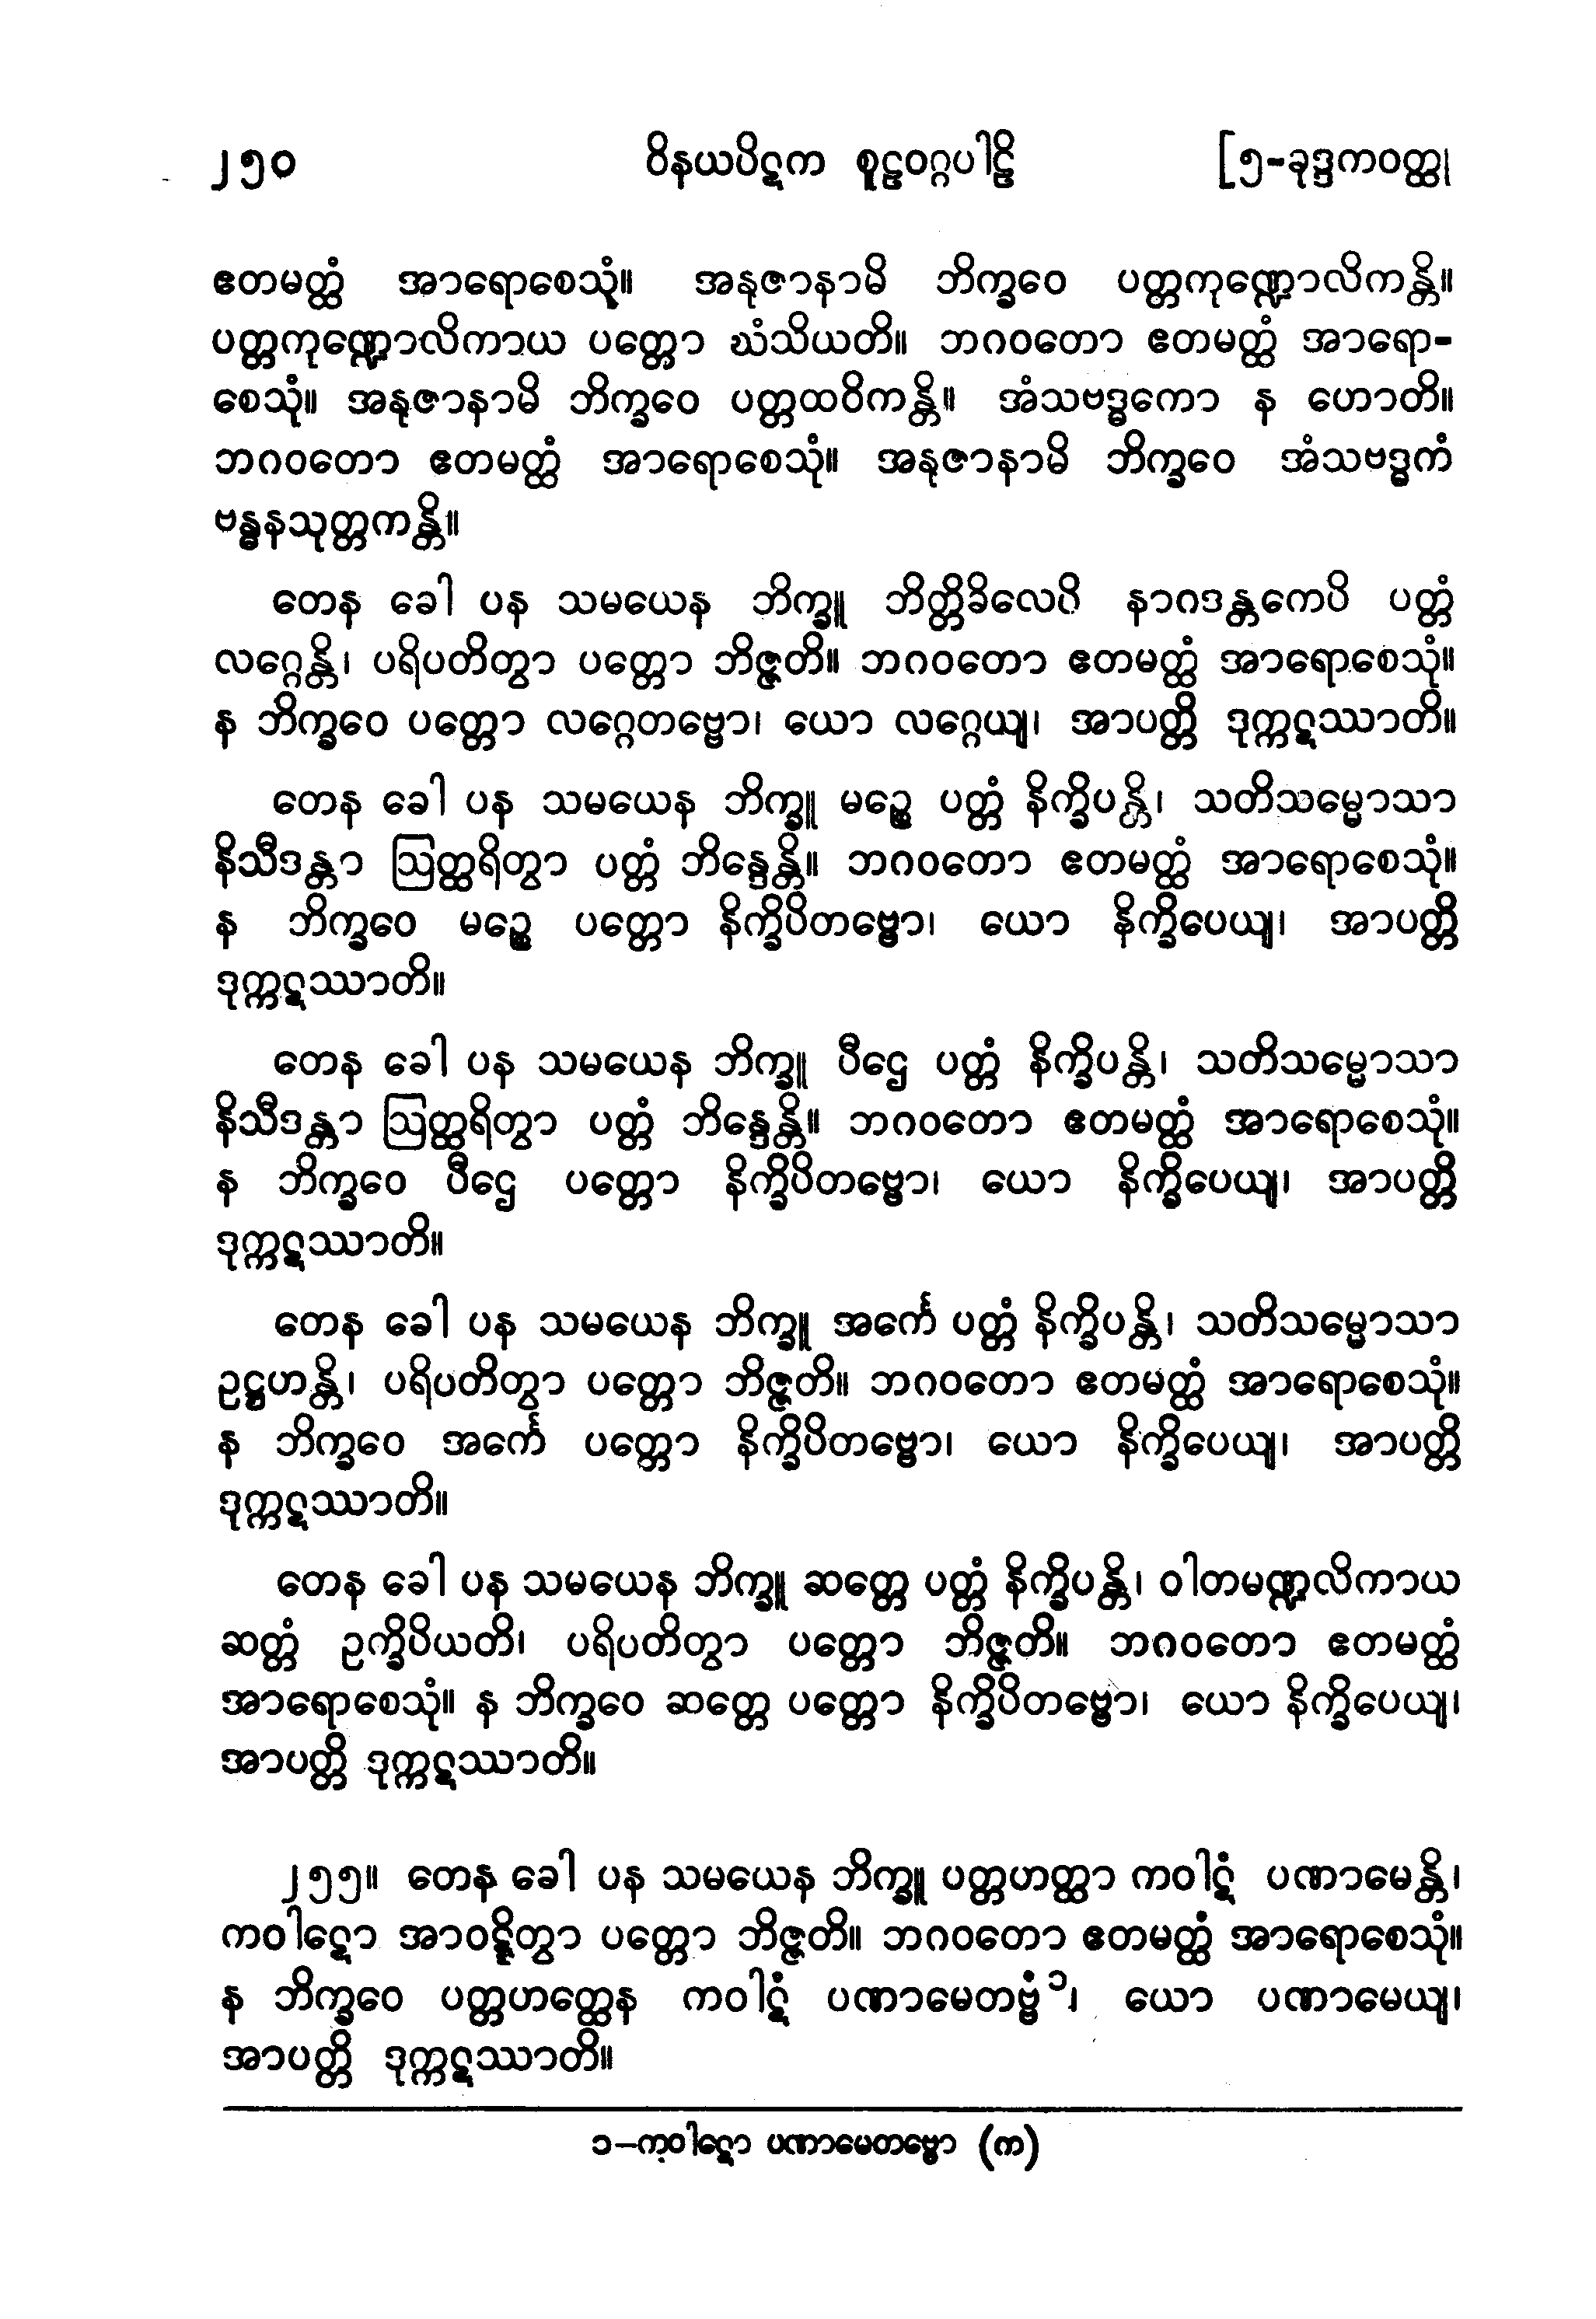 ၂၅၀ ဝိနယပိဋက စူဠဝဂ္ဂပါဠိ [၅-ခုဒ္ဒကဝတ္ထု
ဧတမတ္ထံ အာရောစေသုံ။ အနုဇာနာမိ ဘိက္ခဝေ ပတ္တကုဏ္ဍောလိကန္တိ။
ပတ္တကုဏ္ဍောလိကာယ ပတ္တော ဃံသိယတိ။ ဘဂဝတော ဧတမတ္ထံ အာရော-
စေသုံ။ အနုဇာနာမိ ဘိက္ခဝေ ပတ္တထဝိကန္တိ။ အံသဗဒ္ဓကော န ဟောတိ။
ဘဂဝတော ဧတမတ္ထံ အာရောစေသုံ။ အနုဇာနာမိ ဘိက္ခဝေ အံသဗဒ္ဓကံ
ဗန္ဓနသုတ္တကန္တိ။
တေန ခေါ ပန သမယေန ဘိက္ခူ ဘိတ္တိခိလေပိ နာဂဒန္တကေပိ ပတ္တံ
လဂ္ဂေန္တိ၊ ပရိပတိတွာ ပတ္တော ဘိဇ္ဇတိ။ ဘဂဝတော ဧတမတ္ထံ အာရောစေသုံ။
န ဘိက္ခဝေ ပတ္တော လဂ္ဂေတဗ္ဗော၊ ယော လဂ္ဂေယျ၊ အာပတ္တိ ဒုက္ကဋဿာတိ။
တေန ခေါ ပန သမယေန ဘိက္ခူ မဉ္စေ ပတ္တံ နိက္ခိပန္တိ၊ သတိသမ္မောသာ
နိသီဒန္တာ ဩတ္ထရိတွာ ပတ္တံ ဘိန္ဒေန္တိ။ ဘဂဝတော ဧတမတ္ထံ အာရောစေသုံ။
န ဘိက္ခဝေ မဉ္စေ ပတ္တော နိက္ခိပိတဗ္ဗော၊ ယော နိက္ခိပေယျ၊ အာပတ္တိ
ဒုက္ကဋဿာတိ။
တေန ခေါ ပန သမယေန ဘိက္ခူ ပီဌေ ပတ္တံ နိက္ခိပန္တိ၊ သတိသမ္မောသာ
နိသီဒန္တာ ဩတ္ထရိတွာ ပတ္တံ ဘိန္ဒေန္တိ။ ဘဂဝတော ဧတမတ္ထံ အာရောစေသုံ။
န ဘိက္ခဝေ ပီဌေ ပတ္တော နိက္ခိပိတဗ္ဗော၊ ယော နိက္ခိပေယျ၊ အာပတ္တိ
ဒုက္ကဋဿာတိ။
တေန ခေါ ပန သမယေန ဘိက္ခူ အင်္ကေ ပတ္တံ နိက္ခိပန္တိ၊ သတိသမ္မောသာ
ဥဋ္ဌဟန္တိ၊ ပရိပတိတွာ ပတ္တော ဘိဇ္ဇတိ။ ဘဂဝတော ဧတမတ္ထံ အာရောစေသုံ။
န ဘိက္ခဝေ အင်္ကေ ပတ္တော နိက္ခိပိတဗ္ဗော၊ ယော နိက္ခိပေယျ၊ အာပတ္တိ
ဒုက္ကဋဿာတိ။
တေန ခေါ ပန သမယေန ဘိက္ခူ ဆတ္တေ ပတ္တံ နိက္ခိပန္တိ၊ ဝါတမဏ္ဍလိကာယ
ဆတ္တံ ဥက္ခိပိယတိ၊ ပရိပတိတွာ ပတ္တော ဘိဇ္ဇတိ။ ဘဂဝတော ဧတမတ္ထံ
အာရောစေသုံ။ န ဘိက္ခဝေ ဆတ္တေ ပတ္တော နိက္ခိပိတဗ္ဗော၊ ယော နိက္ခိပေယျ၊
အာပတ္တိ ဒုက္ကဋဿာတိ။
၂၅၅။ တေန ခေါ ပန သမယေန ဘိက္ခူ ပတ္တဟတ္ထာ ကဝါဋံ ပဏာမေန္တိ၊
ကဝါဋော အာဝဋ္ဋိတွာ ပတ္တော ဘိဇ္ဇတိ။ ဘဂဝတော ဧတမတ္ထံ အာရောစေသုံ။
န ဘိက္ခဝေ ပတ္တဟတ္ထေန ကဝါဋံ ပဏာမေတဗ္ဗံ၁၊ ယော ပဏာမေယျ၊
အာပတ္တိ ဒုက္ကဋဿာတိ။
၁-ကဝါဋော ပဏာမေတဗ္ဗော (က)